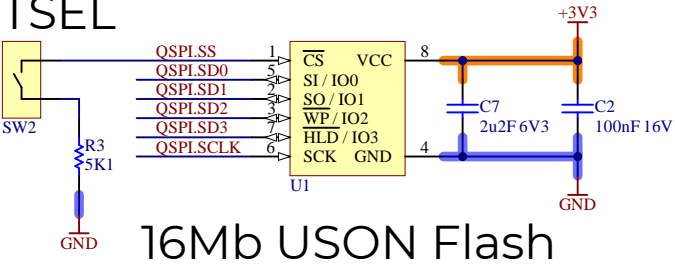 TSEL
+3V3
QSPI.SS 1 CS VCC 8
QSPI.SD0 5 SI / IO0
QSPI.SD1 2 SO / IO1
QSPI.SD2 3 WP / IO2
QSPI.SD3 7 HLD / IO3
QSPI.SCLK 6 SCK GND 4
SW2
U1
C7
2u2F 6V3
C2
100nF 16V
R3
5K1
GND
GND
16Mb USON Flash